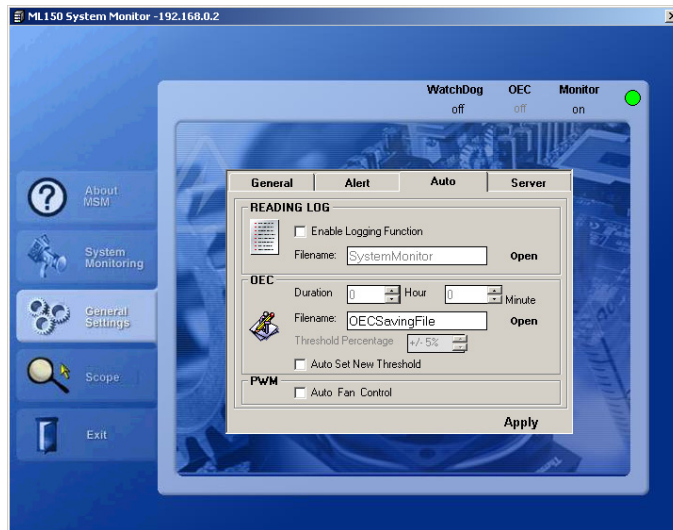 ML150 System Monitor -192.168.0.2
WatchDog OEC Monitor
off off on
About
MSM
System
Monitoring
General
Settings
Scope
Exit
General Alert Auto Server
READING LOG
Enable Logging Function
Filename: SystemMonitor Open
OEC
Duration 0 Hour 0 Minute
Filename: OECSavingFile Open
Threshold Percentage +/- 5%
Auto Set New Threshold
PWM
Auto Fan Control
Apply